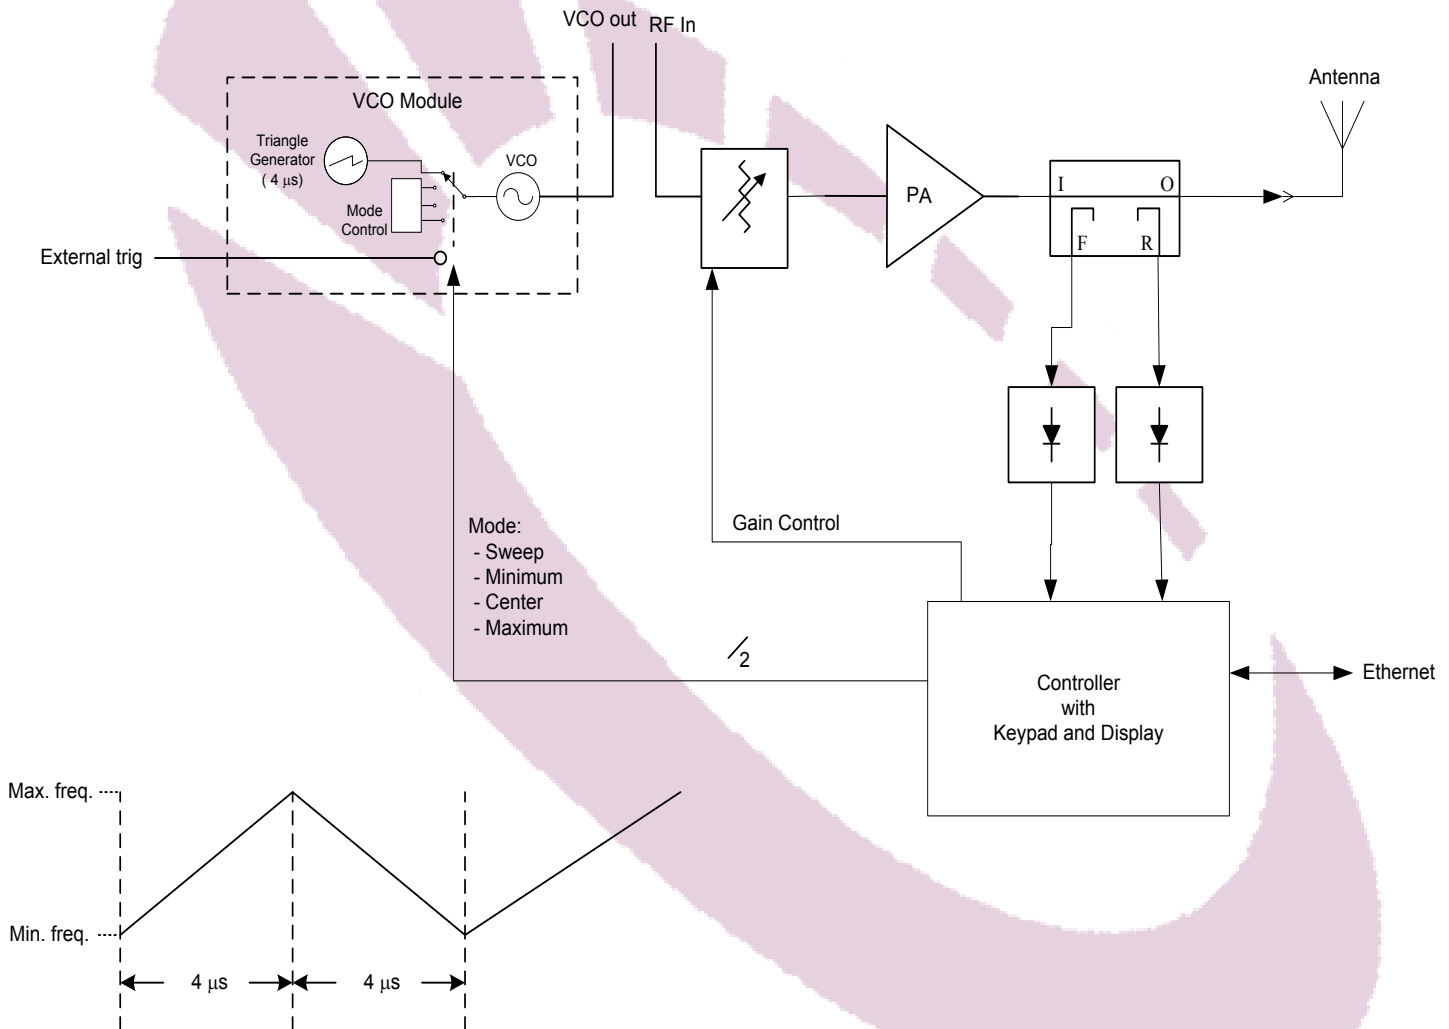 VCO out
RF In
Antenna
VCO Module
Triangle
Generator
( 4 μs)
VCO
Mode
Control
External trig
PA
I
O
F
R
Mode:
- Sweep
- Minimum
- Center
- Maximum
Gain Control
/2
Controller
with
Keypad and Display
Ethernet
Max. freq.
Min. freq.
4 μs
4 μs